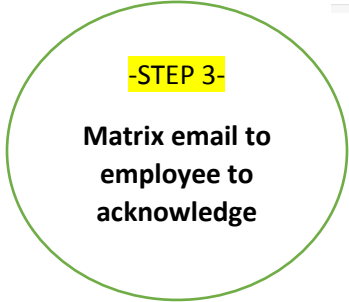 -STEP 3-
Matrix email to
employee to
acknowledge